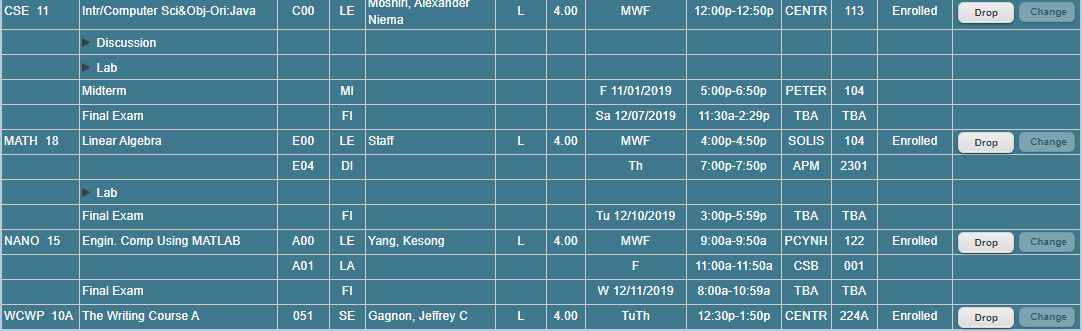 CSE 11 Intr/Computer Sci&Obj-Ori:Java C00 LE Moshiri, Alexander Niema L 4.00 MWF 12:00p-12:50p CENTR 113 Enrolled Drop Change
Discussion
Lab
Midterm MI F 11/01/2019 5:00p-6:50p PETER 104
Final Exam FI Sa 12/07/2019 11:30a-2:29p TBA TBA
MATH 18 Linear Algebra E00 LE Staff L 4.00 MWF 4:00p-4:50p SOLIS 104 Enrolled Drop Change
E04 DI Th 7:00p-7:50p APM 2301
Lab
Final Exam FI Tu 12/10/2019 3:00p-5:59p TBA TBA
NANO 15 Engin. Comp Using MATLAB A00 LE Yang, Kesong L 4.00 MWF 9:00a-9:50a PCYNH 122 Enrolled Drop Change
A01 LA F 11:00a-11:50a CSB 001
Final Exam FI W 12/11/2019 8:00a-10:59a TBA TBA
WCWP 10A The Writing Course A 051 SE Gagnon, Jeffrey C L 4.00 TuTh 12:30p-1:50p CENTR 224A Enrolled Drop Change